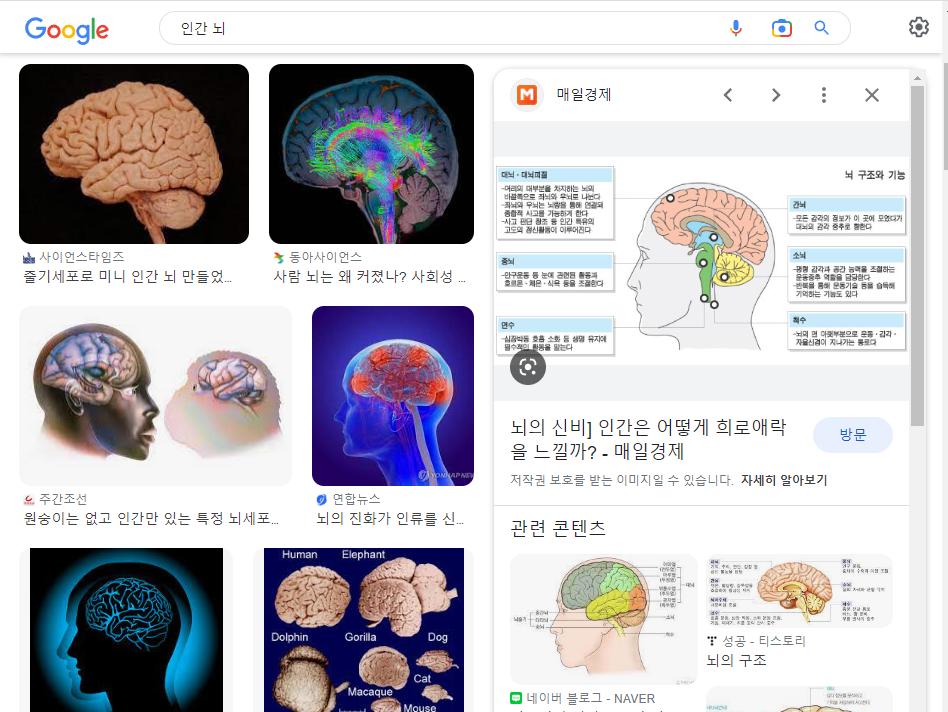 Google
인간 뇌
사이언스타임즈
줄기세포로 미니 인간 뇌 만들었...
동아사이언스
사람 뇌는 왜 커졌나? 사회성 ...
주간조선
원숭이는 없고 인간만 있는 특정 뇌세포...
YONHAP NEW
연합뉴스
뇌의 진화가 인류를 신...
Human
Elephant
Dolphin
Gorilla
Dog
Macaque
Cat
Mouse
매일경제
뇌 구조와 기능
대뇌·대뇌피질
-머리의 대부분을 차지하는 뇌의
바깥쪽으로 좌뇌와 우뇌로 나뉜다
-좌뇌와 우뇌는 뇌량을 통해 연결돼
종합적 사고를 가능하게 한다
-사고 판단 창조 등 인간 특유의
고도의 정신활동이 이루어진다
중뇌
-안구운동 등 눈에 관련된 활동과
호르몬·체온·식욕 등을 조절한다
연수
-심장박동 호흡 소화 등 생명 유지에
필수적인 활동을 맡는다
간뇌
-모든 감각의 정보가 이 곳에 모였다가
대뇌의 감각 중추로 향한다
소뇌
-평형 감각과 공간 능력을 조절하는
운동중추 역할을 담당한다
-반복을 통해 운동기술 등을 습득해
기억하는 기능도 있다
척수
-뇌의 맨 아랫부분으로 운동·감각·
자율신경이 지나가는 통로다
뇌의 신비] 인간은 어떻게 희로애락
을 느낄까? - 매일경제
방문
저작권 보호를 받는 이미지일 수 있습니다. 자세히 알아보기
관련 콘텐츠
대뇌
소뇌
척수
네이버 블로그 - NAVER
성공 - 티스토리
뇌의 구조